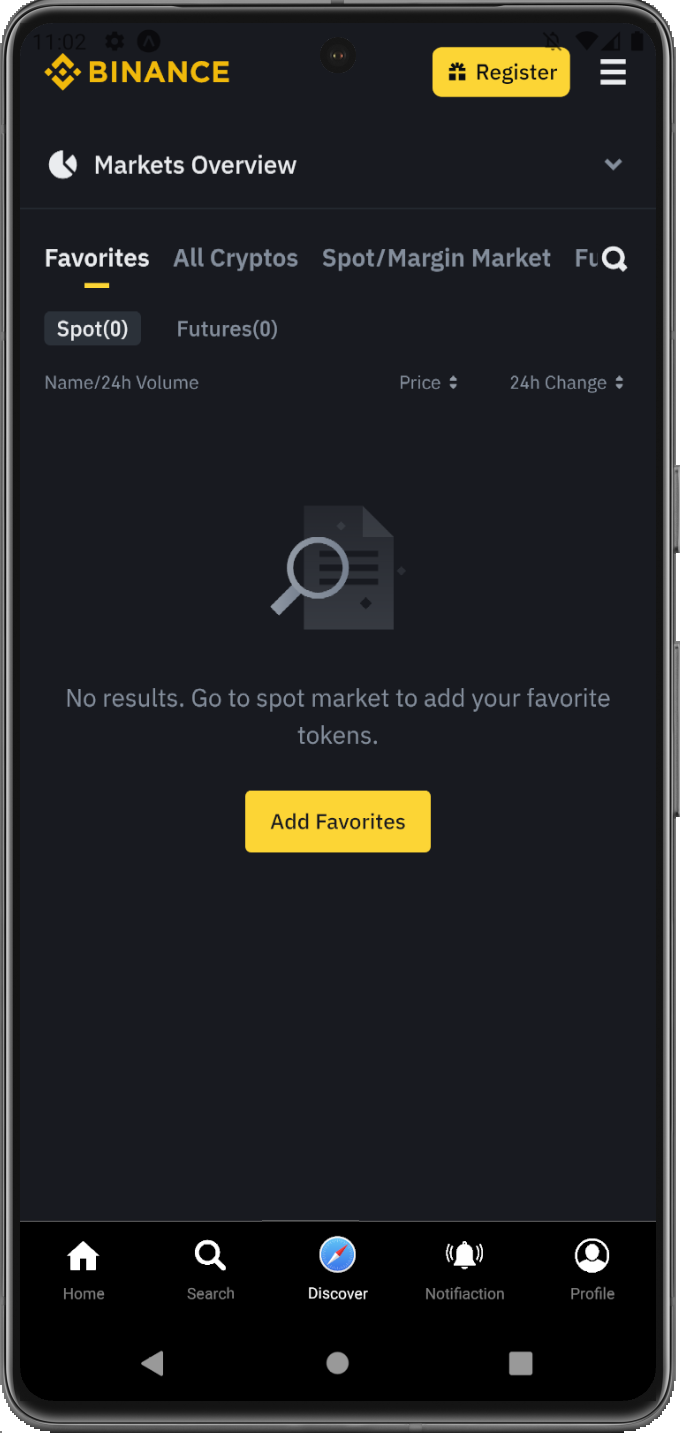 11:02
BINANCE
Register
Markets Overview
Favorites All Cryptos Spot/Margin Market Fu
Spot(0) Futures(0)
Name/24h Volume Price 24h Change
No results. Go to spot market to add your favorite
tokens.
Add Favorites
Home Search Discover Notifiaction Profile